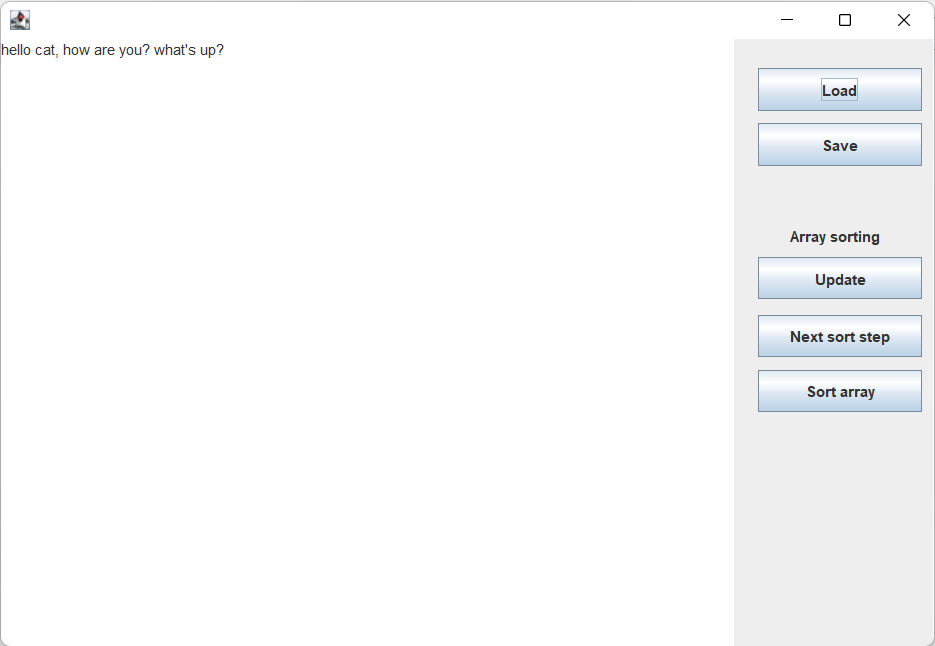 hello cat, how are you? what's up?
Load
Save
Array sorting
Update
Next sort step
Sort array